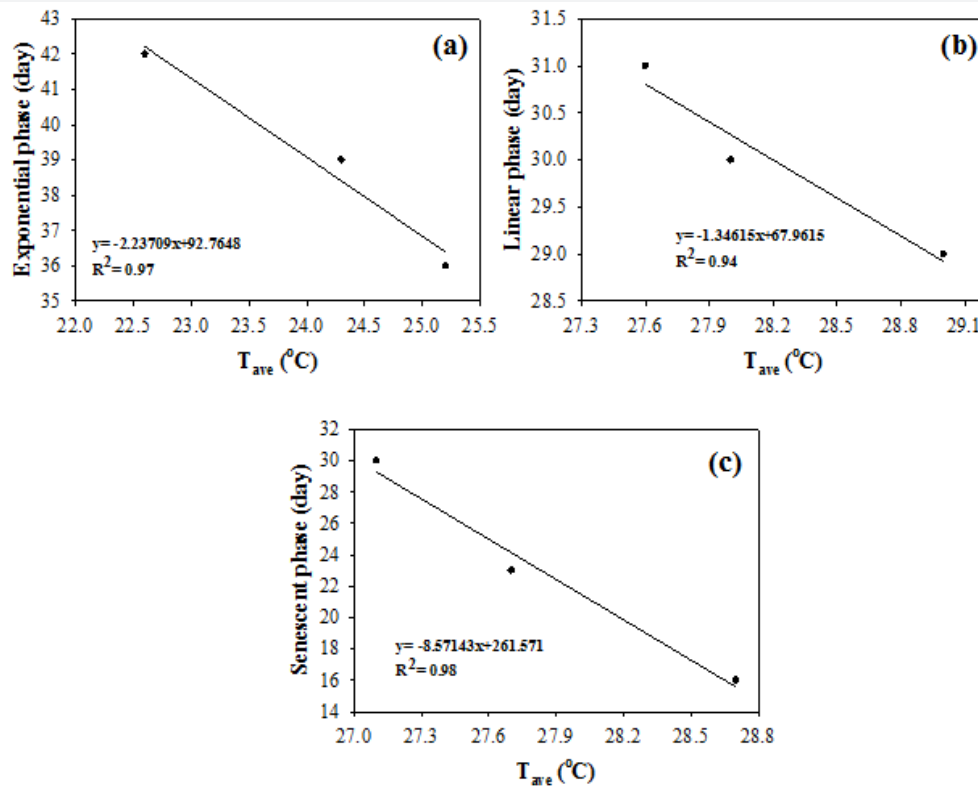 (a)
Exponential phase (day)
43
42
41
40
39
38
37
36
35
y= -2.23709x+92.7648
R²= 0.97
22.0 22.5 23.0 23.5 24.0 24.5 25.0 25.5
T_ave (⁰C)
(b)
Linear phase (day)
31.5
31.0
30.5
30.0
29.5
29.0
28.5
y= -1.34615x+67.9615
R²= 0.94
27.3 27.6 27.9 28.2 28.5 28.8 29.1
T_ave (⁰C)
(c)
Senescent phase (day)
32
30
28
26
24
22
20
18
16
14
y= -8.57143x+261.571
R²= 0.98
27.0 27.3 27.6 27.9 28.2 28.5 28.8
T_ave (⁰C)